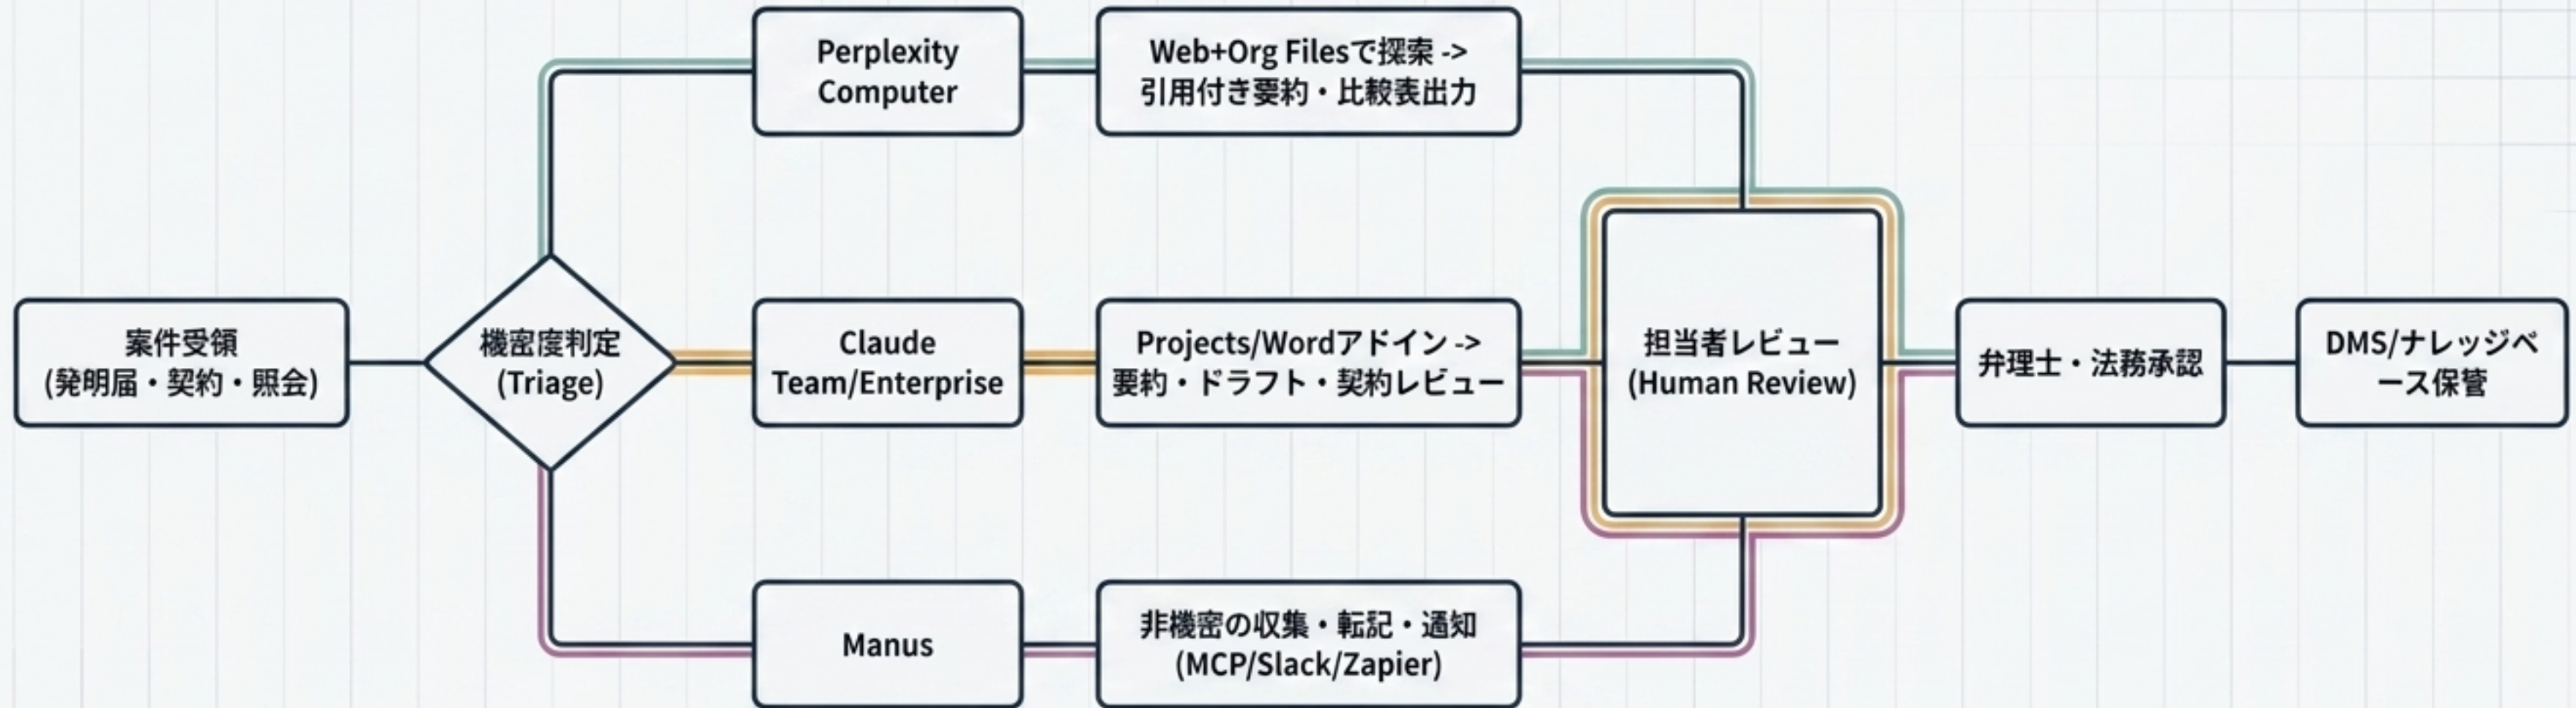 案件受領
(発明届・契約・照会)
機密度判定
(Triage)
Perplexity
Computer
Web+Org Filesで探索 ->
引用付き要約・比較表出力
Claude
Team/Enterprise
Projects/Wordアドイン ->
要約・ドラフト・契約レビュー
Manus
非機密の収集・転記・通知
(MCP/Slack/Zapier)
担当者レビュー
(Human Review)
弁理士・法務承認
DMS/ナレッジベ
ース保管